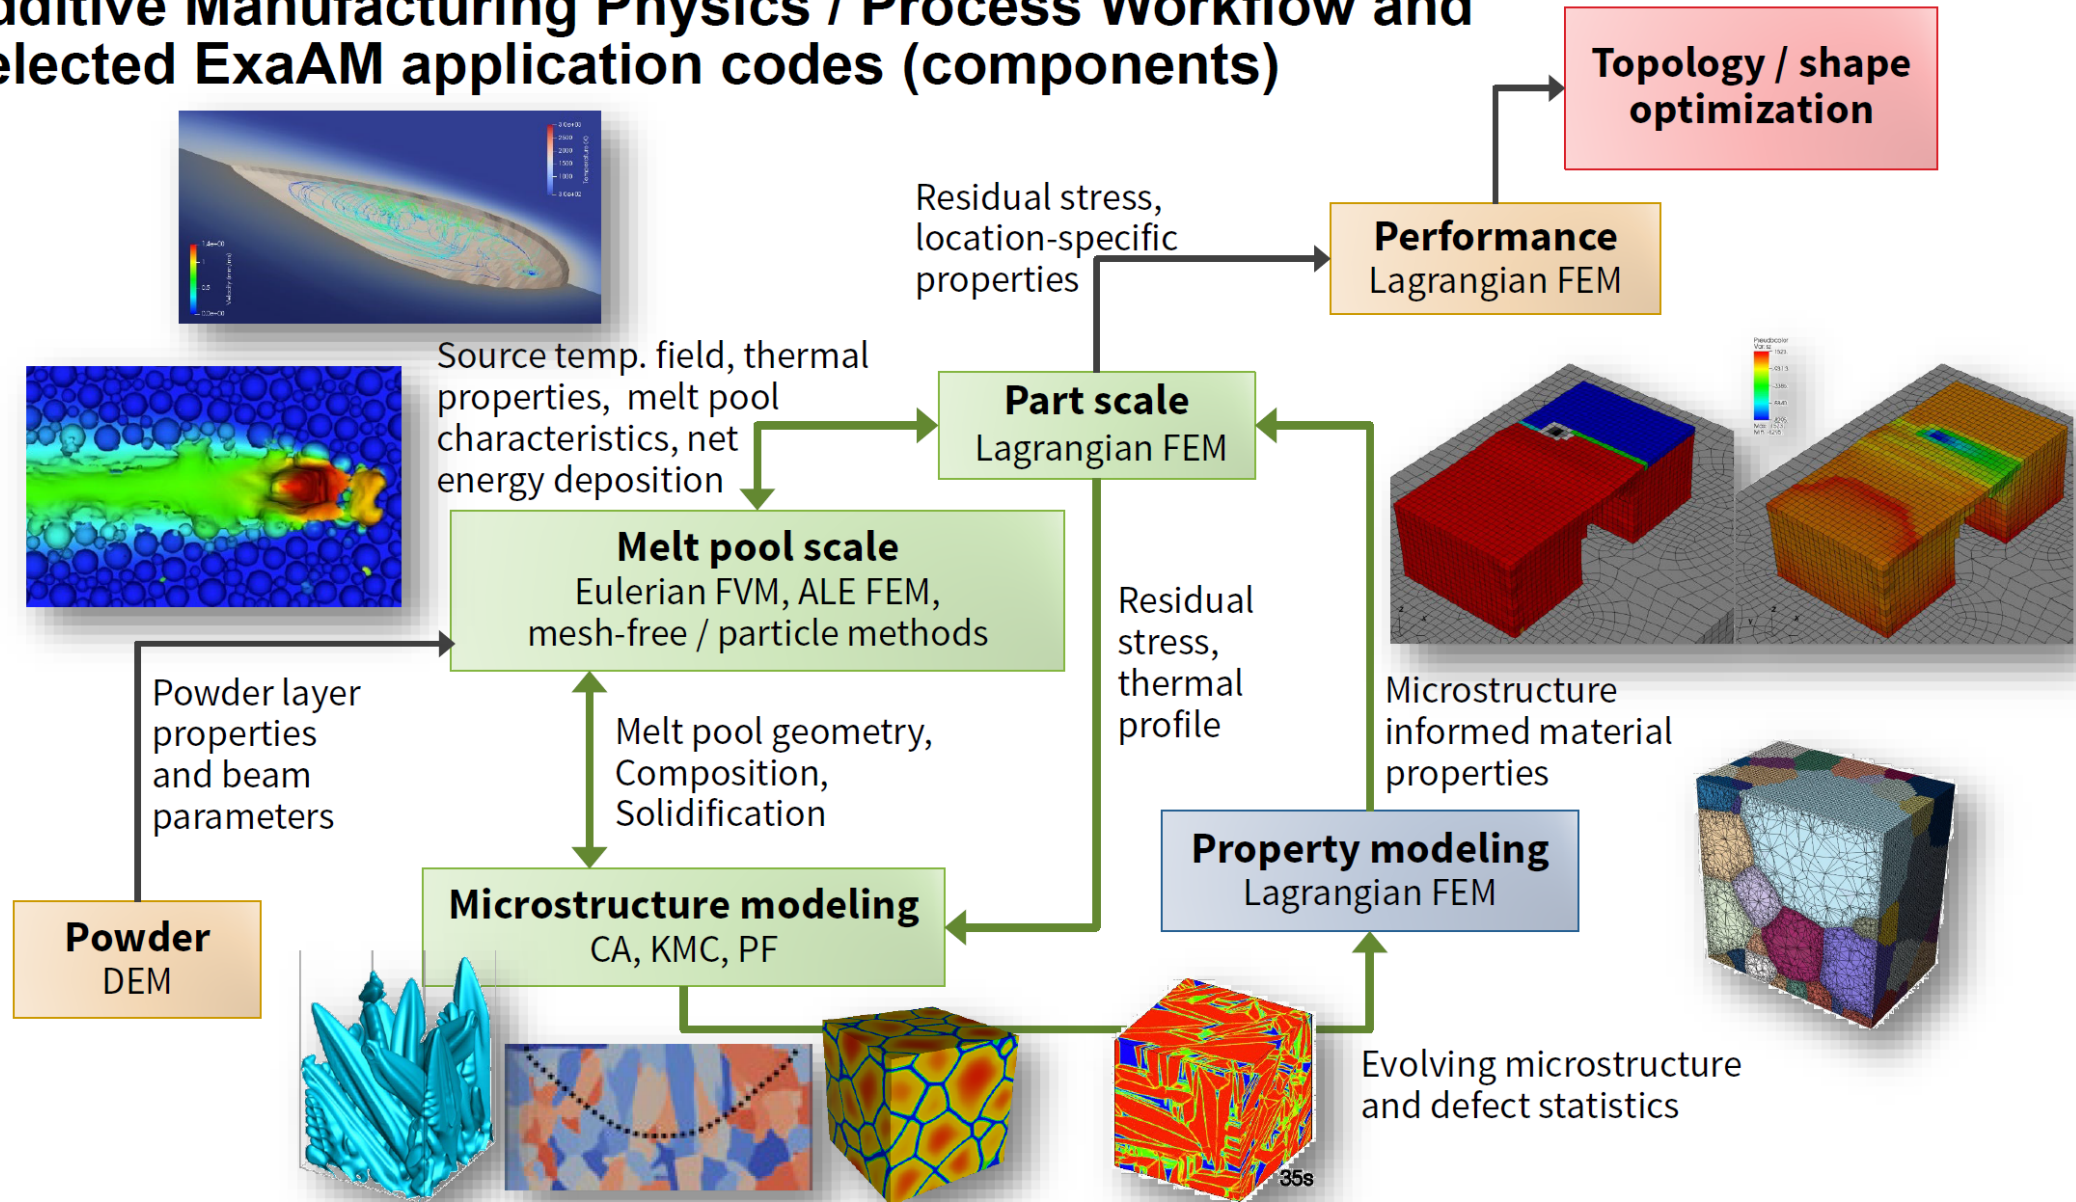 dditive Manufacturing Physics / Process Workflow and
elected ExaAM application codes (components)
Topology / shape
optimization
Residual stress,
location-specific
properties
Performance
Lagrangian FEM
Source temp. field, thermal
properties, melt pool
characteristics, net
energy deposition
Part scale
Lagrangian FEM
Melt pool scale
Eulerian FVM, ALE FEM,
mesh-free / particle methods
Residual
stress,
thermal
profile
Powder layer
properties
and beam
parameters
Melt pool geometry,
Composition,
Solidification
Microstructure
informed material
properties
Property modeling
Lagrangian FEM
Microstructure modeling
CA, KMC, PF
Powder
DEM
Evolving microstructure
and defect statistics
35s